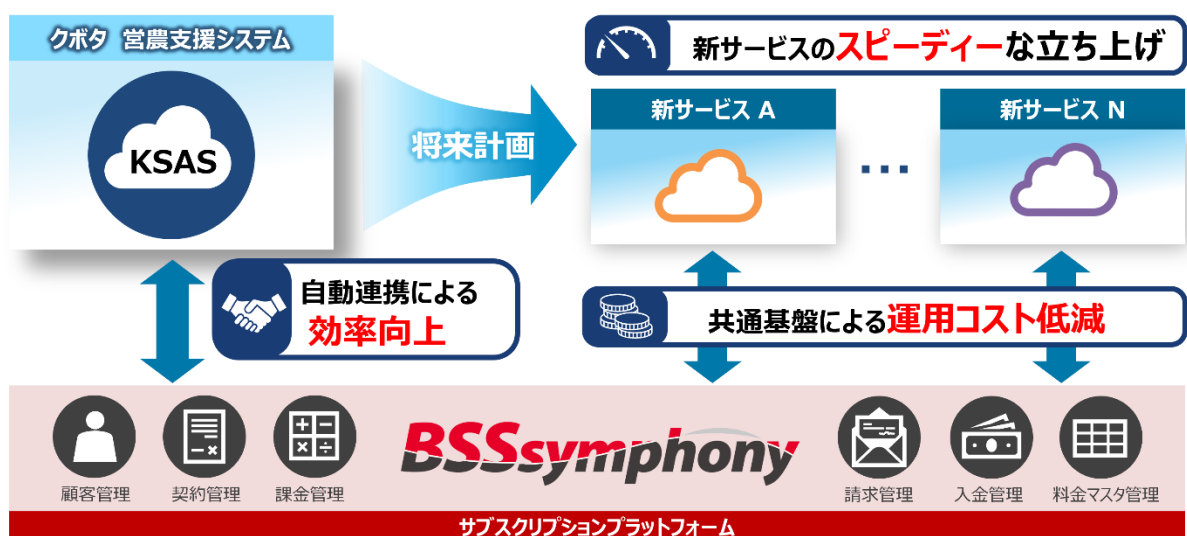 クボタ 営農支援システム
KSAS
将来計画
新サービスのスピーディーな立ち上げ
新サービス A
…
新サービス N
自動連携による
効率向上
共通基盤による運用コスト低減
顧客管理
契約管理
課金管理
BSSsymphony
請求管理
入金管理
料金マスタ管理
サブスクリプションプラットフォーム